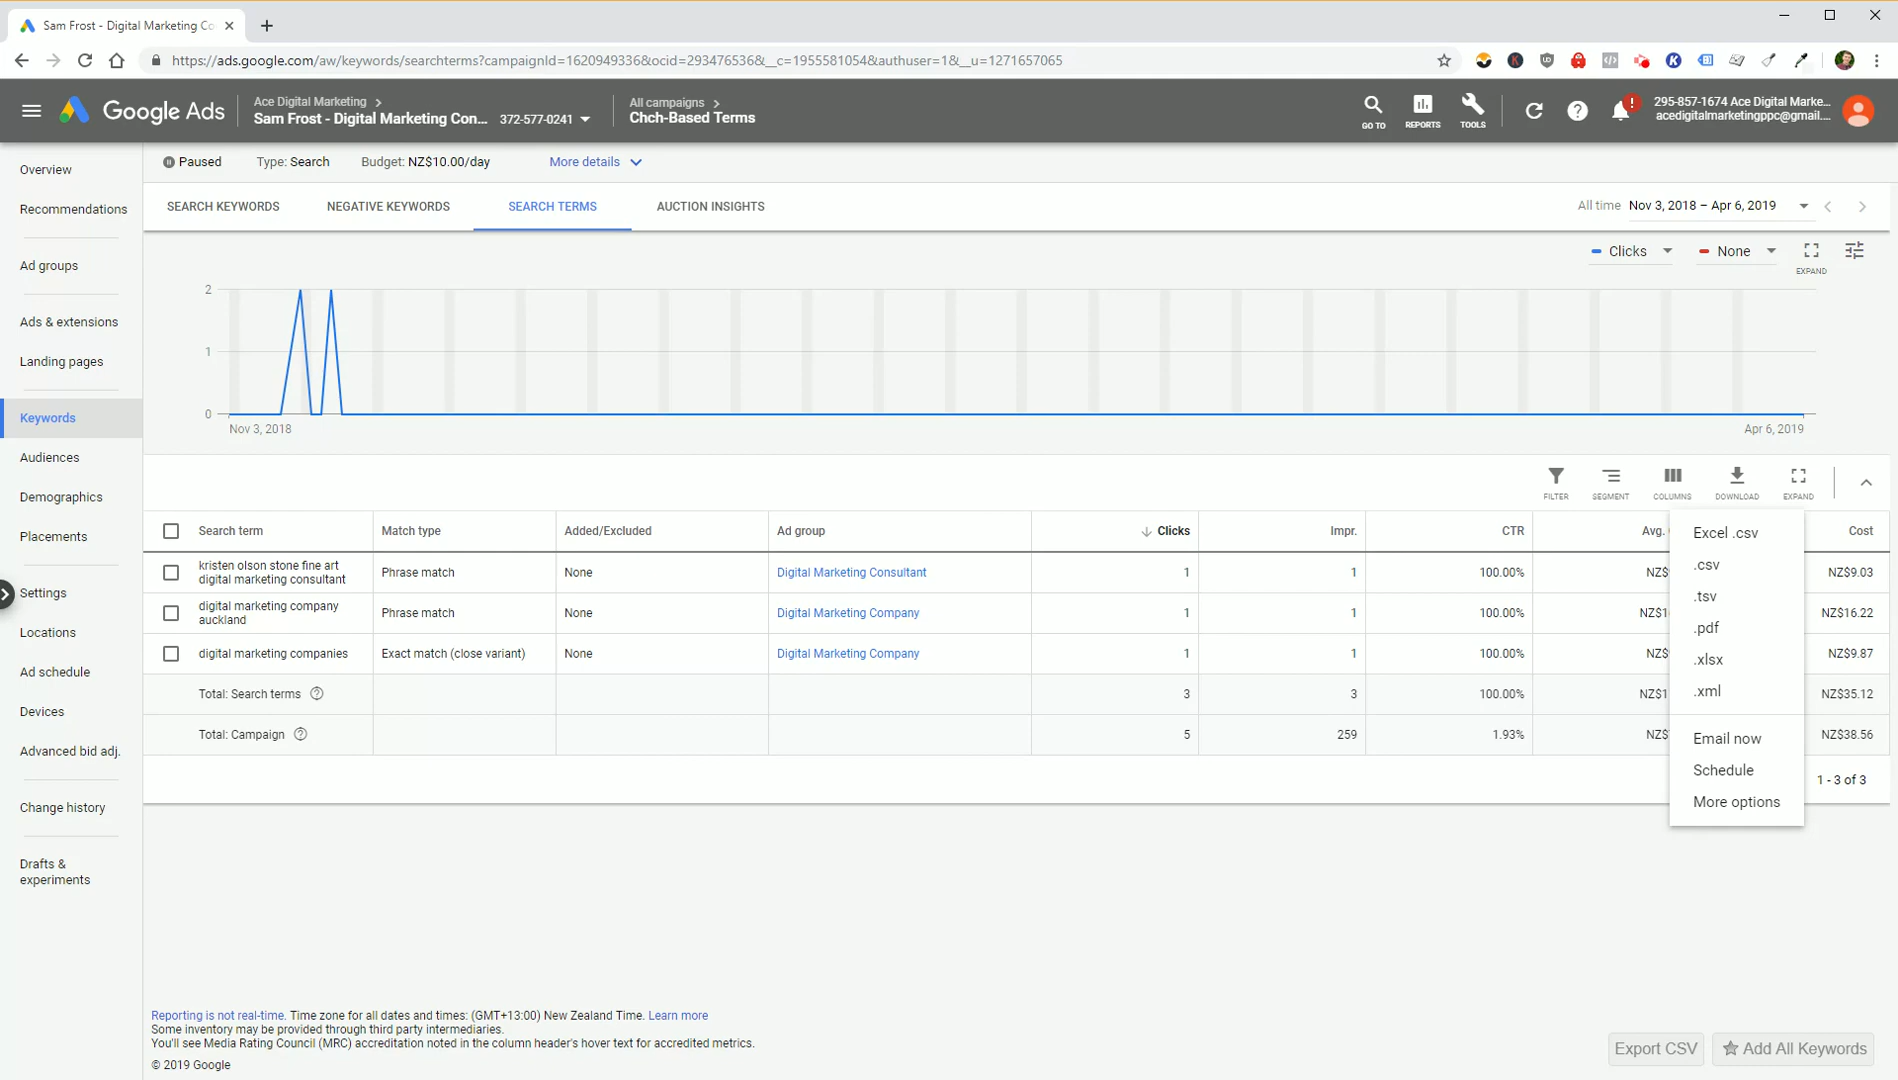 Sam Frost - Digital Marketing Co
https://ads.google.com/aw/keywords/searchterms?campaignId=1620949336&ocid=293476536&__c=1955581054&authuser=1&__u=1271657065
Google Ads
Ace Digital Marketing >
Sam Frost - Digital Marketing Con... 372-577-0241
All campaigns >
Chch-Based Terms
GO TO
REPORTS
TOOLS
295-857-1674 Ace Digital Marke...
acedigitalmarketingppc@gmail....
Paused
Type: Search
Budget: NZ$10.00/day
More details
Overview
Recommendations
Ad groups
Ads & extensions
Landing pages
Keywords
Audiences
Demographics
Placements
Settings
Locations
Ad schedule
Devices
Advanced bid adj.
Change history
Drafts &
experiments
SEARCH KEYWORDS
NEGATIVE KEYWORDS
SEARCH TERMS
AUCTION INSIGHTS
All time Nov 3, 2018 – Apr 6, 2019
Clicks
None
EXPAND
2
1
0
Nov 3, 2018
Apr 6, 2019
FILTER
SEGMENT
COLUMNS
DOWNLOAD
EXPAND
Search term Match type Added/Excluded Ad group Clicks Impr. CTR Avg. Cost
kristen olson stone fine art
digital marketing consultant
Phrase match None Digital Marketing Consultant 1 1 100.00% NZ$ NZ$9.03
digital marketing company
auckland
Phrase match None Digital Marketing Company 1 1 100.00% NZ$1 NZ$16.22
digital marketing companies Exact match (close variant) None Digital Marketing Company 1 1 100.00% NZ$ NZ$9.87
Total: Search terms 3 3 100.00% NZ$1 NZ$35.12
Total: Campaign 5 259 1.93% NZ$ NZ$38.56
1 - 3 of 3
Excel .csv
.csv
.tsv
.pdf
.xlsx
.xml
Email now
Schedule
More options
Reporting is not real-time. Time zone for all dates and times: (GMT+13:00) New Zealand Time. Learn more
Some inventory may be provided through third party intermediaries.
You'll see Media Rating Council (MRC) accreditation noted in the column header's hover text for accredited metrics.
© 2019 Google
Export CSV
Add All Keywords